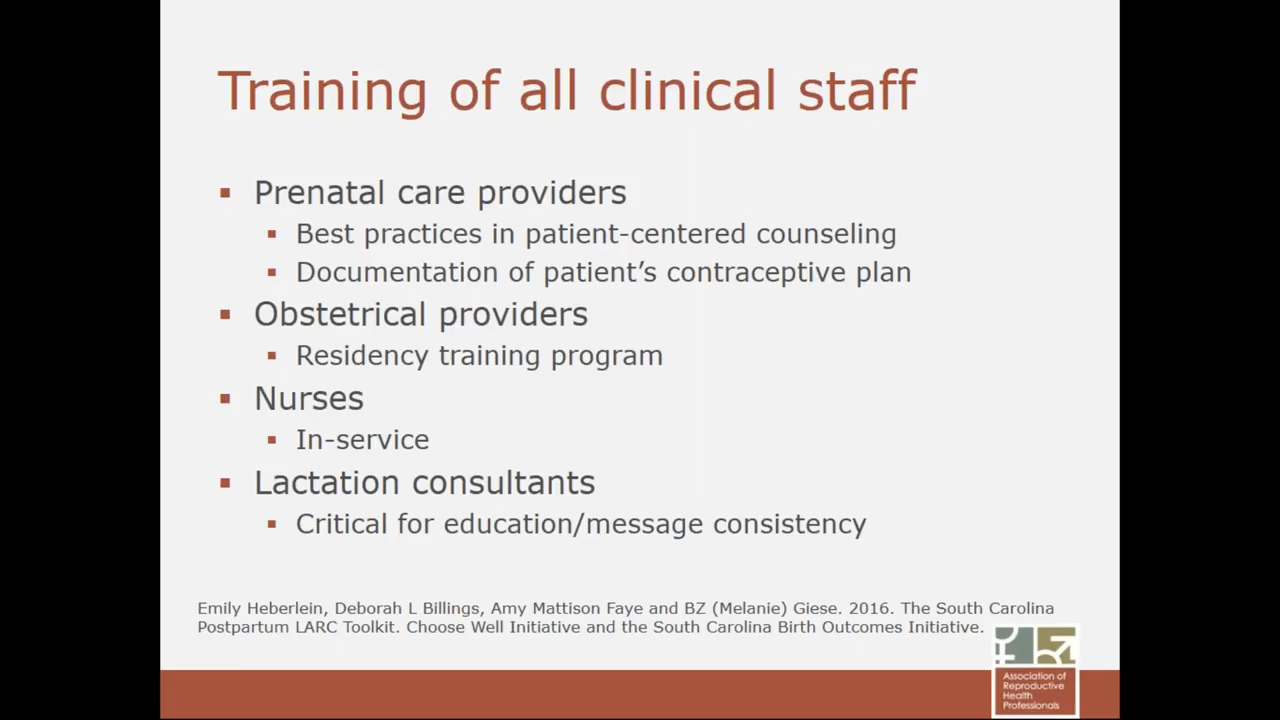 Training of all clinical staff
Prenatal care providers
Best practices in patient-centered counseling
Documentation of patient’s contraceptive plan
Obstetrical providers
Residency training program
Nurses
In-service
Lactation consultants
Critical for education/message consistency
Emily Heberlein, Deborah L Billings, Amy Mattison Faye and BZ (Melanie) Giese. 2016. The South Carolina
Postpartum LARC Toolkit. Choose Well Initiative and the South Carolina Birth Outcomes Initiative.
Association of
Reproductive
Health
Professionals